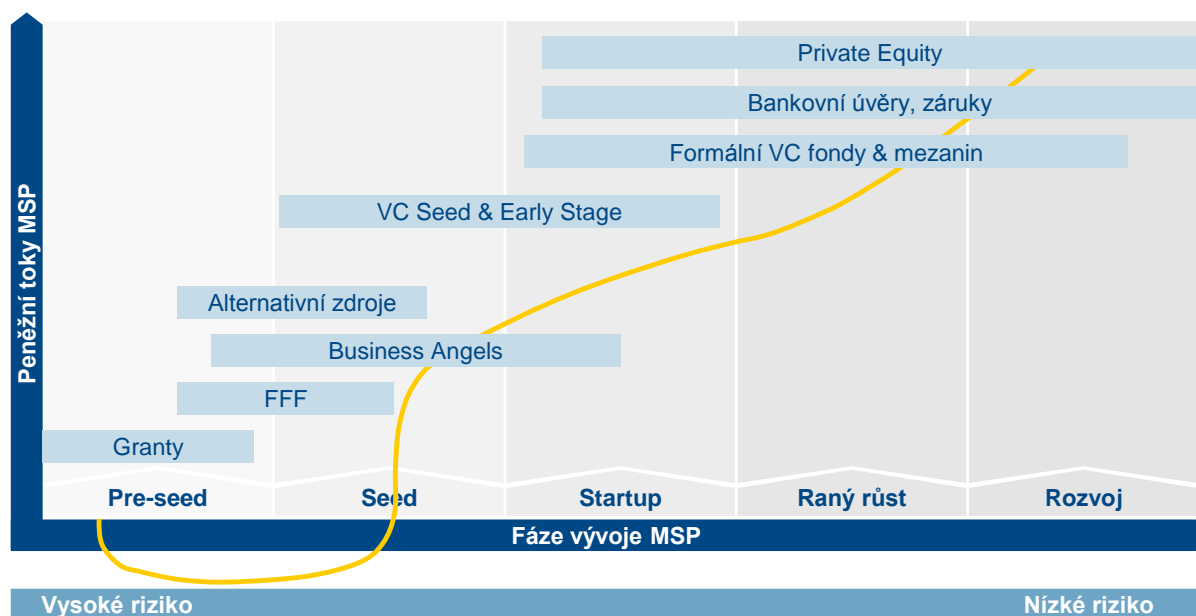 Peněžní toky MSP
Private Equity
Bankovní úvěry, záruky
Formální VC fondy & mezanin
VC Seed & Early Stage
Alternativní zdroje
Business Angels
FFF
Granty
Pre-seed
Seed
Startup
Raný růst
Rozvoj
Fáze vývoje MSP
Vysoké riziko
Nízké riziko